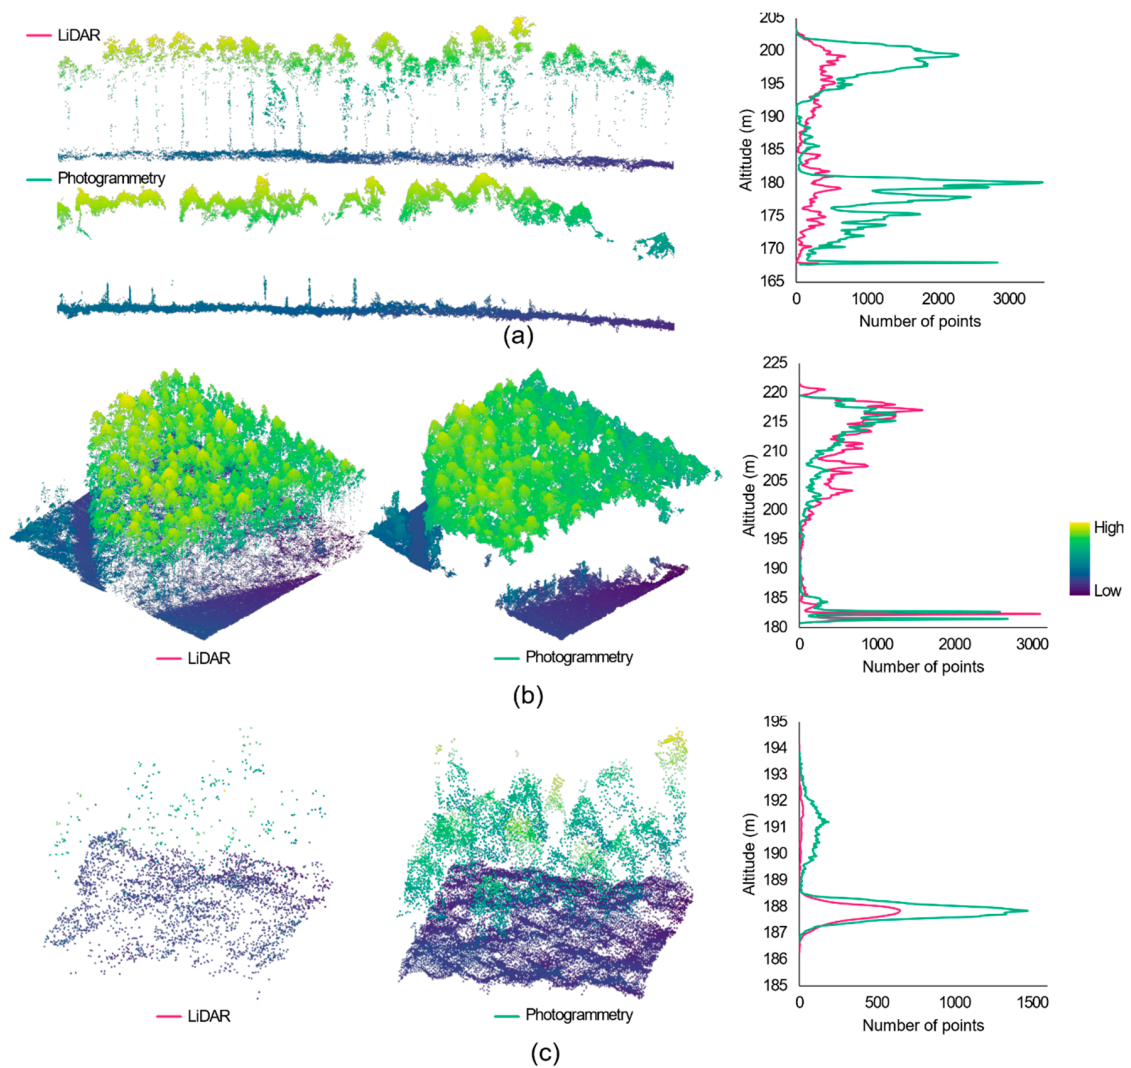 LiDAR
Photogrammetry
205
200
195
190
185
180
175
170
165
Altitude (m)
0 1000 2000 3000
Number of points
(a)
225
220
215
210
205
200
195
190
185
180
Altitude (m)
0 1000 2000 3000
Number of points
High
Low
LiDAR
Photogrammetry
(b)
195
194
193
192
191
190
189
188
187
186
185
Altitude (m)
0 500 1000 1500
Number of points
LiDAR
Photogrammetry
(c)